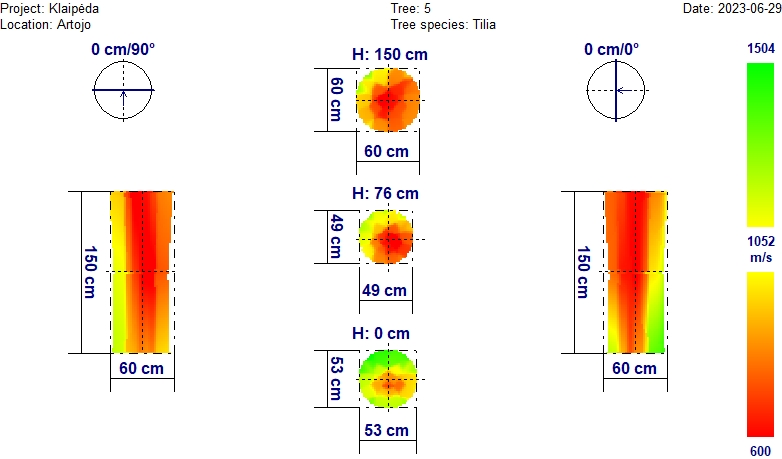 Project: Klaipėda
Tree: 5
Date: 2023-06-29
Location: Artojo
Tree species: Tilia
0 cm/90°
H: 150 cm
0 cm/0°
1504
60 cm
60 cm
H: 76 cm
150 cm
49 cm
150 cm
1052
m/s
49 cm
H: 0 cm
60 cm
53 cm
60 cm
53 cm
600